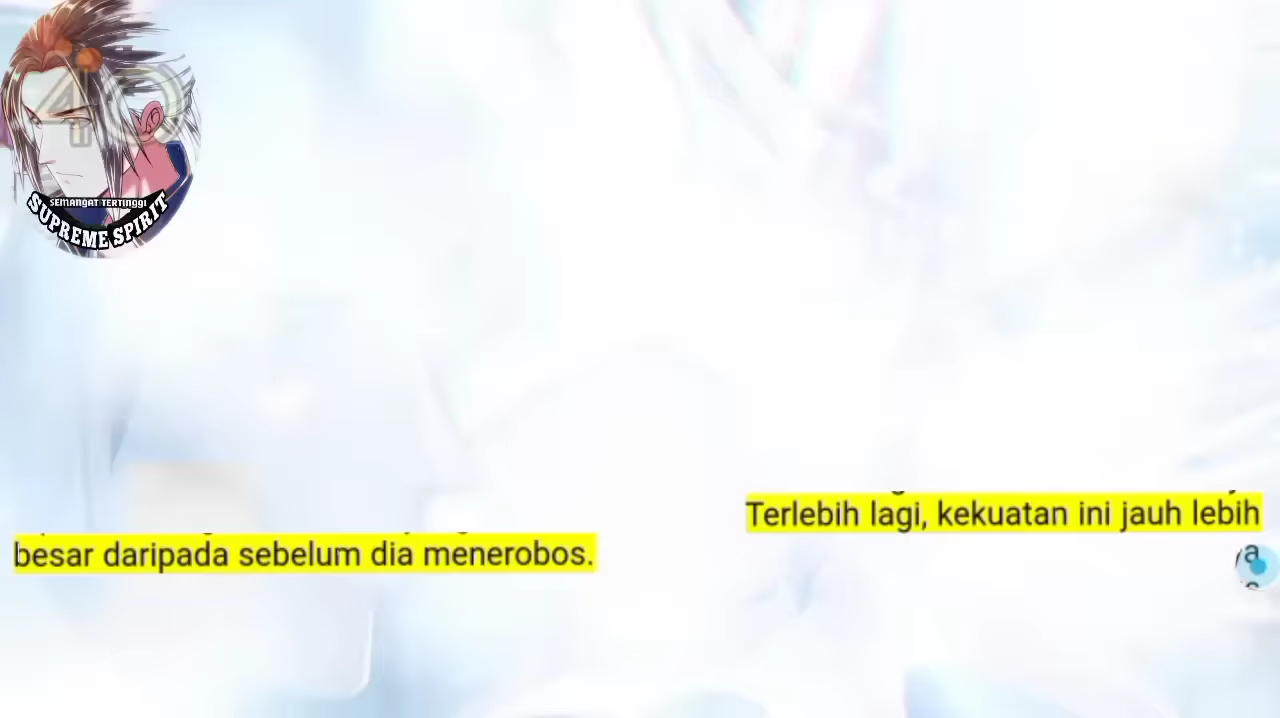 SEMANGAT TERTINGGI
SUPREME SPIRIT
Terlebih lagi, kekuatan ini jauh lebih
besar daripada sebelum dia menerobos.